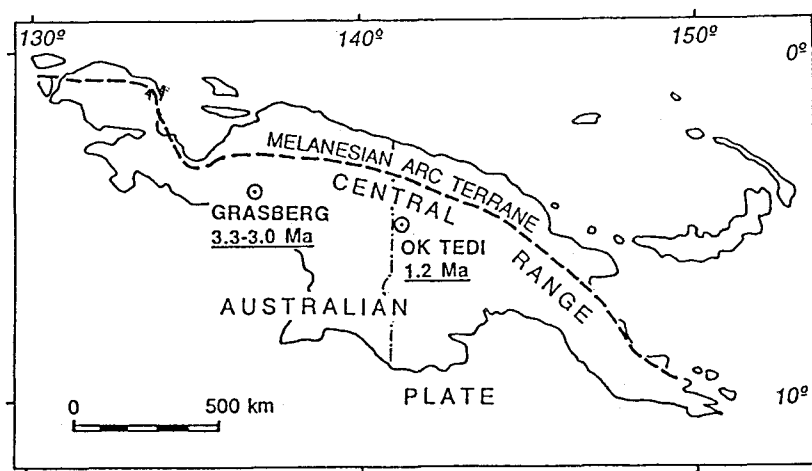 130º 140º 150º 0º
MELANESIAN ARC TERRANE
CENTRAL
GRASBERG
3.3-3.0 Ma
OK TEDI
1.2 Ma
RANGE
AUSTRALIAN
PLATE
10º
0 500 km